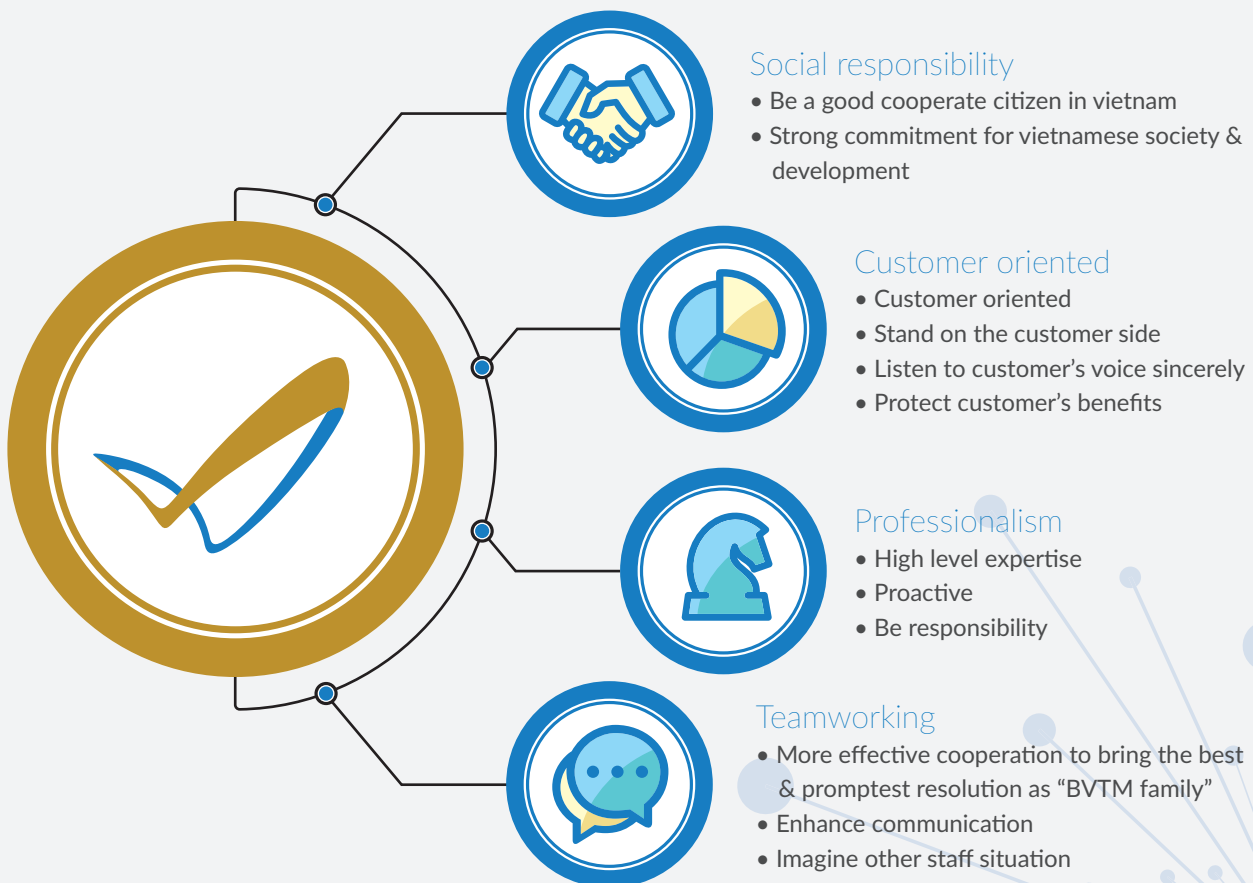 Social responsibility
• Be a good cooperate citizen in vietnam
• Strong commitment for vietnamese society &
development
Customer oriented
• Customer oriented
• Stand on the customer side
• Listen to customer’s voice sincerely
• Protect customer’s benefits
Professionalism
• High level expertise
• Proactive
• Be responsibility
Teamworking
• More effective cooperation to bring the best
& promptest resolution as “BVTM family”
• Enhance communication
• Imagine other staff situation